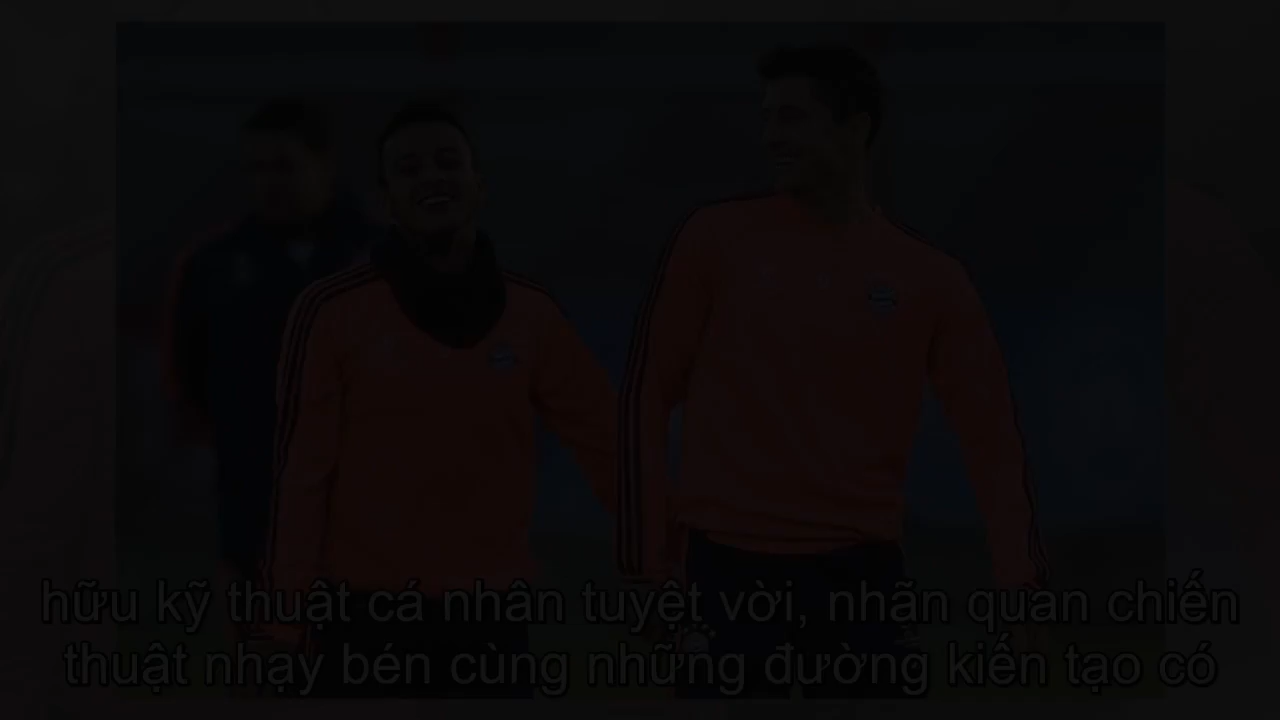 hữu kỹ thuật cá nhân tuyệt vời, nhãn quan chiến
thuật nhạy bén cùng những đường kiến tạo có